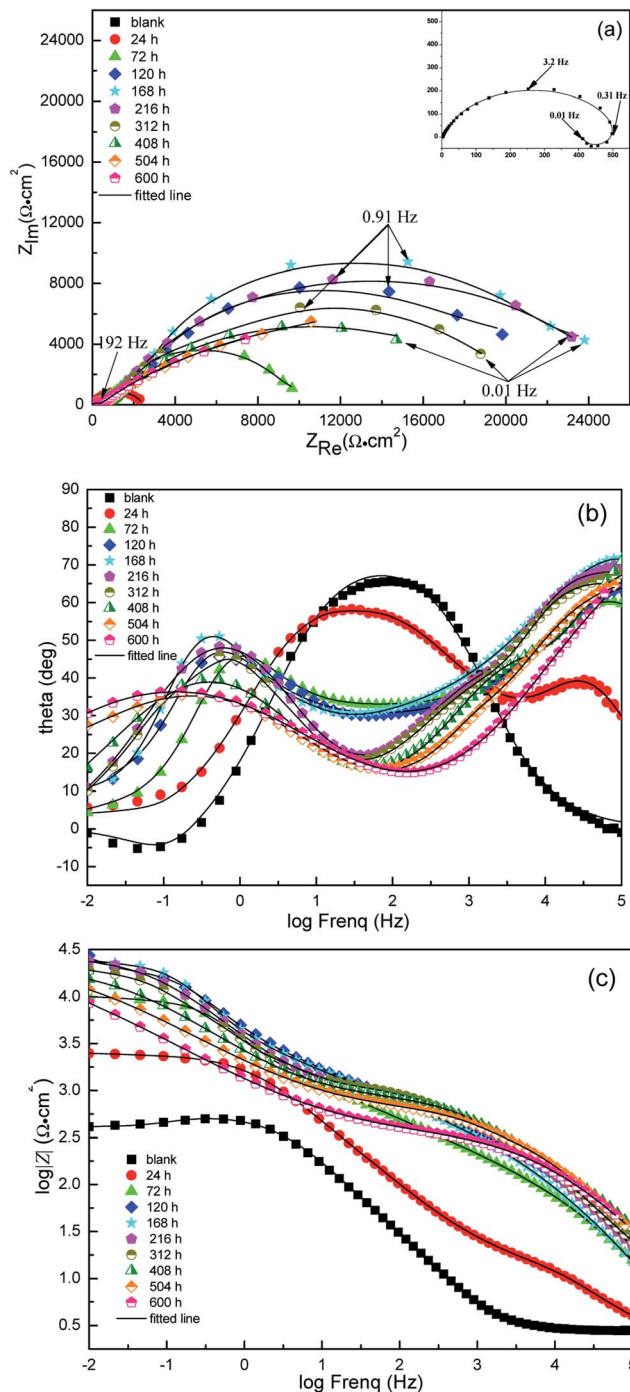 (a)
26000
24000
20000
16000
12000
8000
4000
0
Z_Im(Ω•cm²)
blank
24 h
72 h
120 h
168 h
216 h
312 h
408 h
504 h
600 h
fitted line
500
400
300
200
100
0
0 100 200 300 400 500 600
3.2 Hz
0.31 Hz
0.01 Hz
0.91 Hz
192 Hz
0.01 Hz
0 4000 8000 12000 16000 20000 24000
Z_Re(Ω•cm²)
(b)
90
80
70
60
50
40
30
20
10
0
-10
theta (deg)
blank
24 h
72 h
120 h
168 h
216 h
312 h
408 h
504 h
600 h
fitted line
-2 -1 0 1 2 3 4 5
log Frenq (Hz)
(c)
4.5
4.0
3.5
3.0
2.5
2.0
1.5
1.0
0.5
log|Z| (Ω•cm²)
blank
24 h
72 h
120 h
168 h
216 h
312 h
408 h
504 h
600 h
fitted line
-2 -1 0 1 2 3 4 5
log Frenq (Hz)